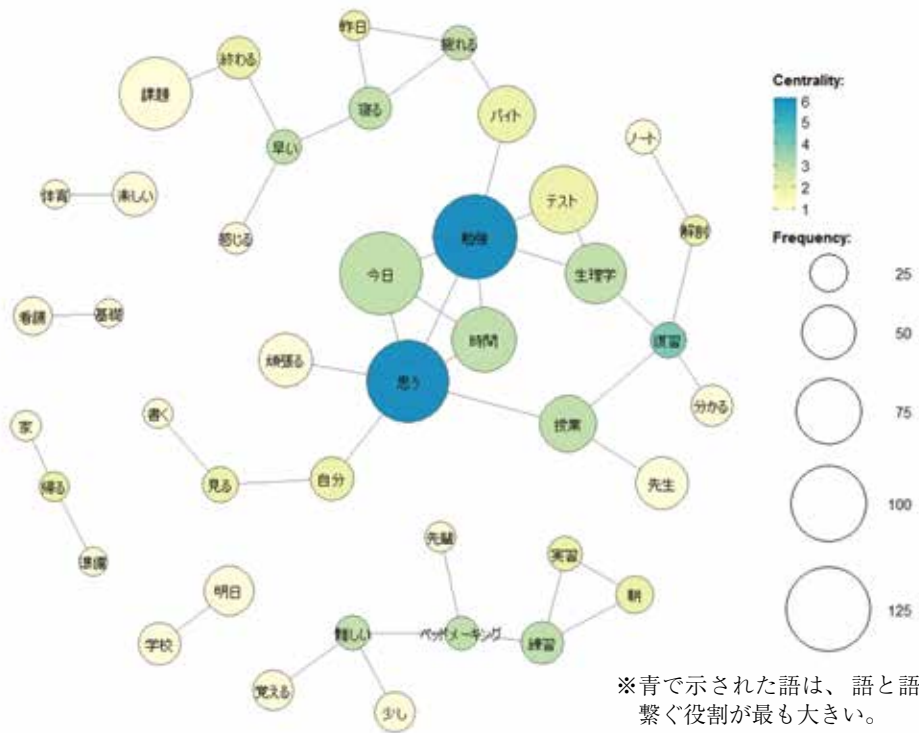 昨日
疲れる
終わる
課題
寝る
バイト
早い
ノート
体育
楽しい
感じる
勉強
テスト
解剖
今日
生理学
看護
基礎
時間
復習
頑張る
思う
分かる
家
書く
授業
帰る
見る
自分
先生
準備
先輩
実習
明日
朝
学校
難しい
ベッドメーキング
練習
覚える
少し
Centrality:
6
5
4
3
2
1
Frequency:
25
50
75
100
125
※青で示された語は、語と語
繋ぐ役割が最も大きい。